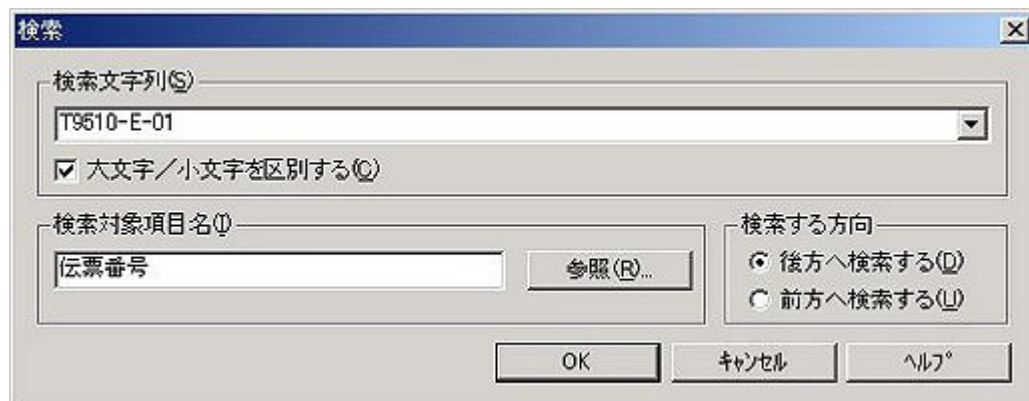 検索
検索文字列(S)
T9510-E-01
大文字／小文字を区別する(C)
検索対象項目名(I)
伝票番号
参照(R)...
検索する方向
後方へ検索する(D)
前方へ検索する(U)
OK
ｷｬﾝｾﾙ
ﾍﾙﾌﾟ